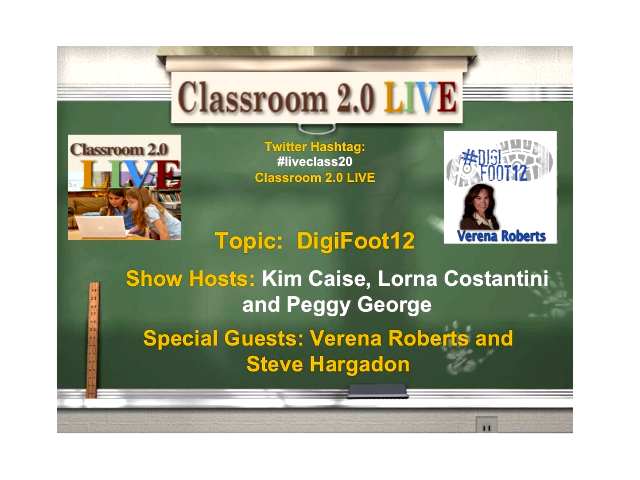 Classroom 2.0 LIVE
Classroom 2.0
LIVE
Twitter Hashtag:
#liveclass20
Classroom 2.0 LIVE
#DIGI
FOOT12
Verena Roberts
Topic: DigiFoot12
Show Hosts: Kim Caise, Lorna Costantini
and Peggy George
Special Guests: Verena Roberts and
Steve Hargadon